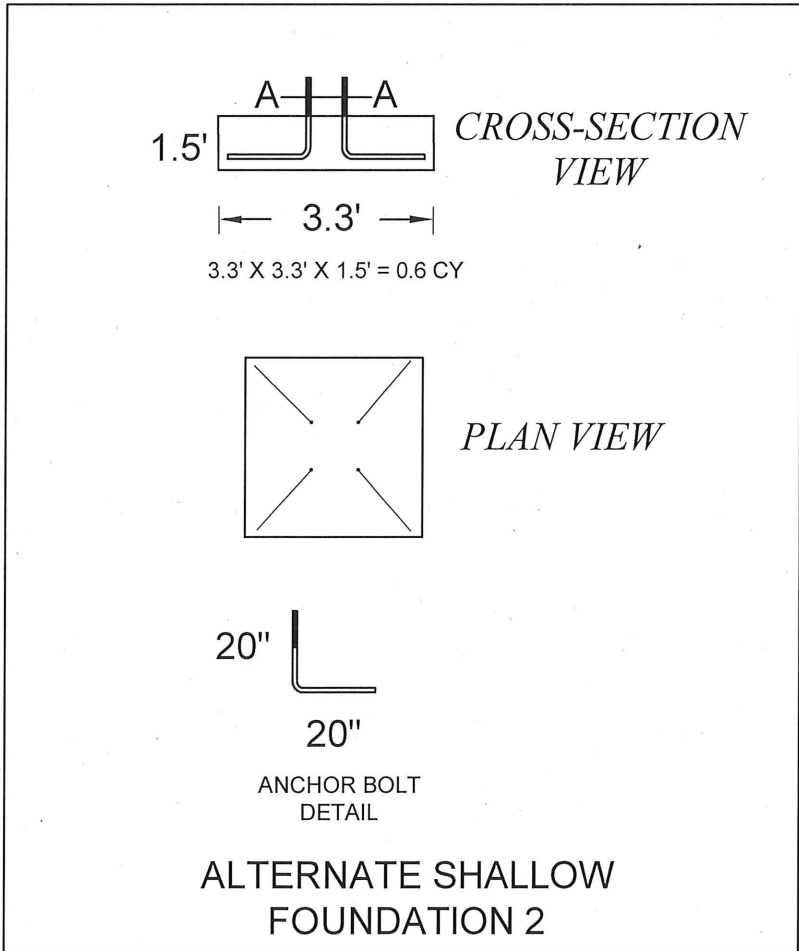 A A
CROSS-SECTION
VIEW
1.5'
3.3'
3.3' X 3.3' X 1.5' = 0.6 CY
PLAN VIEW
20"
20"
ANCHOR BOLT
DETAIL
ALTERNATE SHALLOW
FOUNDATION 2